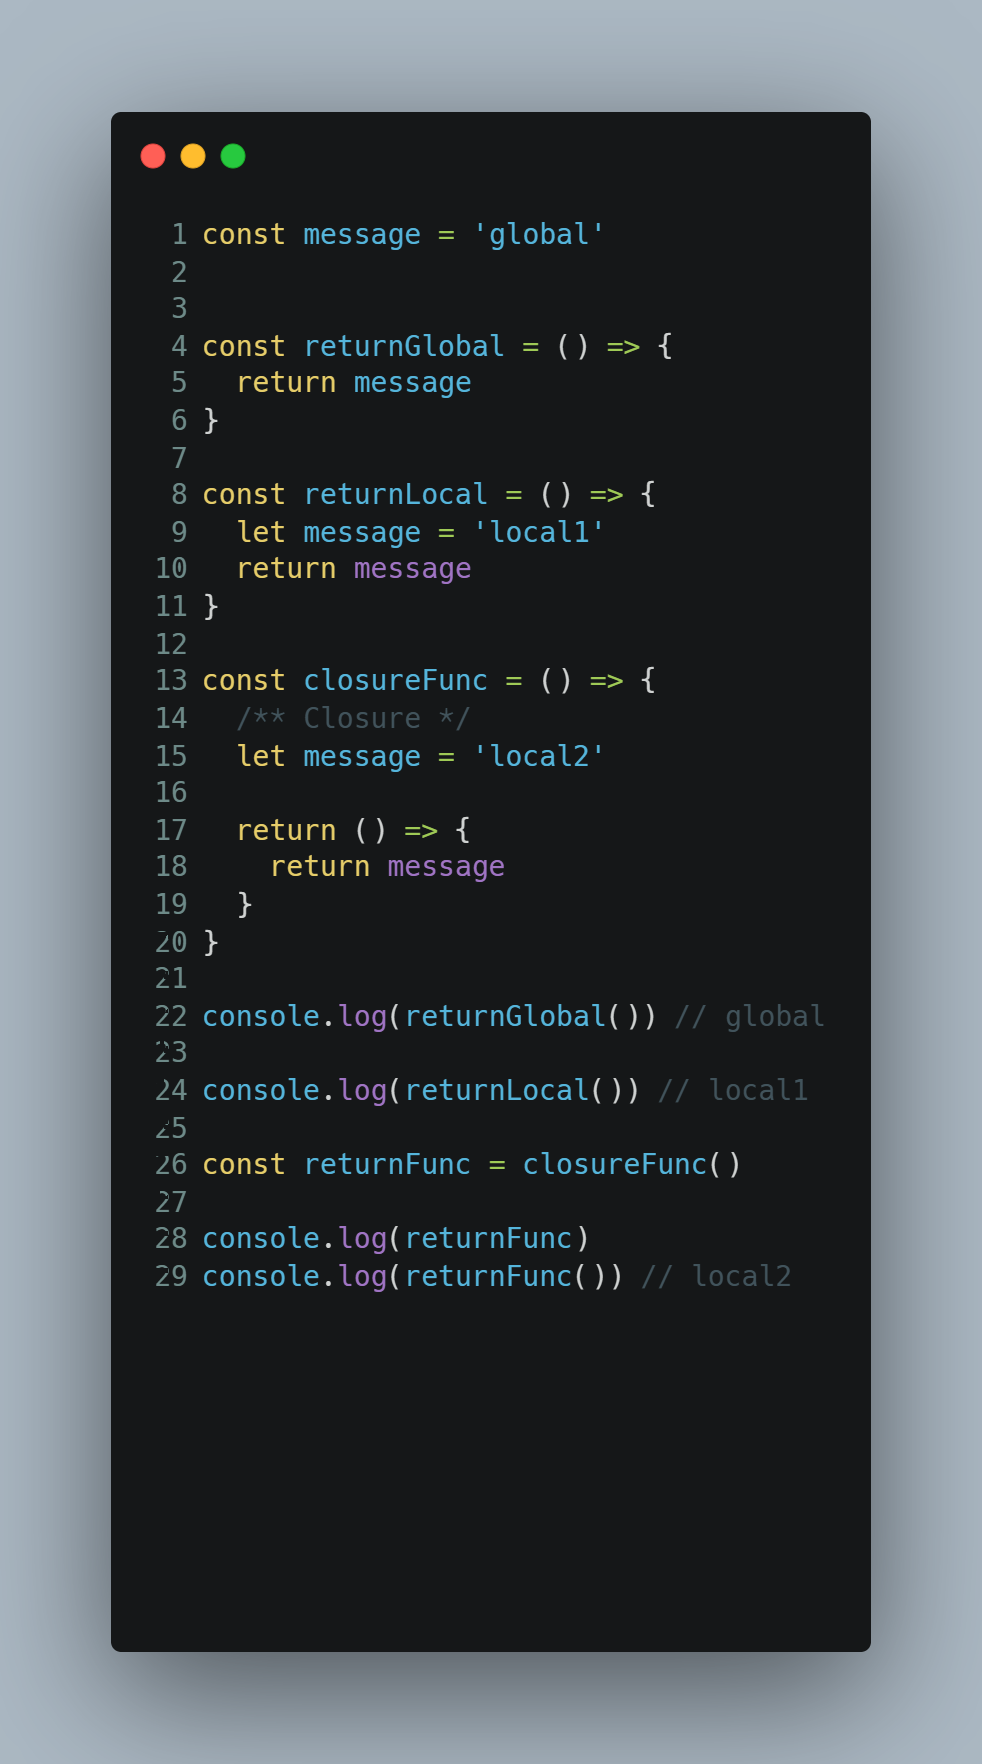 1 const message = 'global'
2
3
4 const returnGlobal = () => {
5   return message
6 }
7
8 const returnLocal = () => {
9   let message = 'local1'
10   return message
11 }
12
13 const closureFunc = () => {
14   /** Closure */
15   let message = 'local2'
16
17   return () => {
18     return message
19   }
20 }
21
22 console.log(returnGlobal()) // global
23
24 console.log(returnLocal()) // local1
25
26 const returnFunc = closureFunc()
27
28 console.log(returnFunc)
29 console.log(returnFunc()) // local2